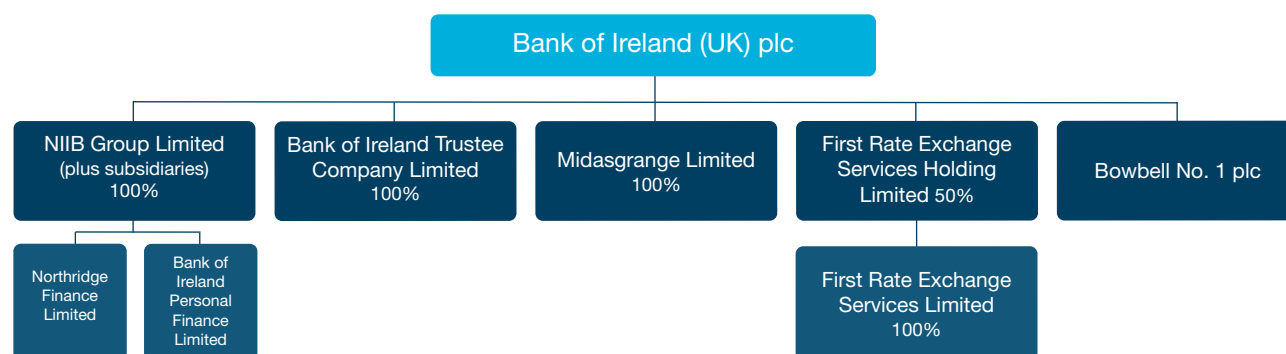 Bank of Ireland (UK) plc
NIIB Group Limited
(plus subsidiaries)
100%
Bank of Ireland Trustee
Company Limited
100%
Midasgrange Limited
100%
First Rate Exchange
Services Holding
Limited 50%
Bowbell No. 1 plc
Northridge
Finance
Limited
Bank of
Ireland
Personal
Finance
Limited
First Rate Exchange
Services Limited
100%